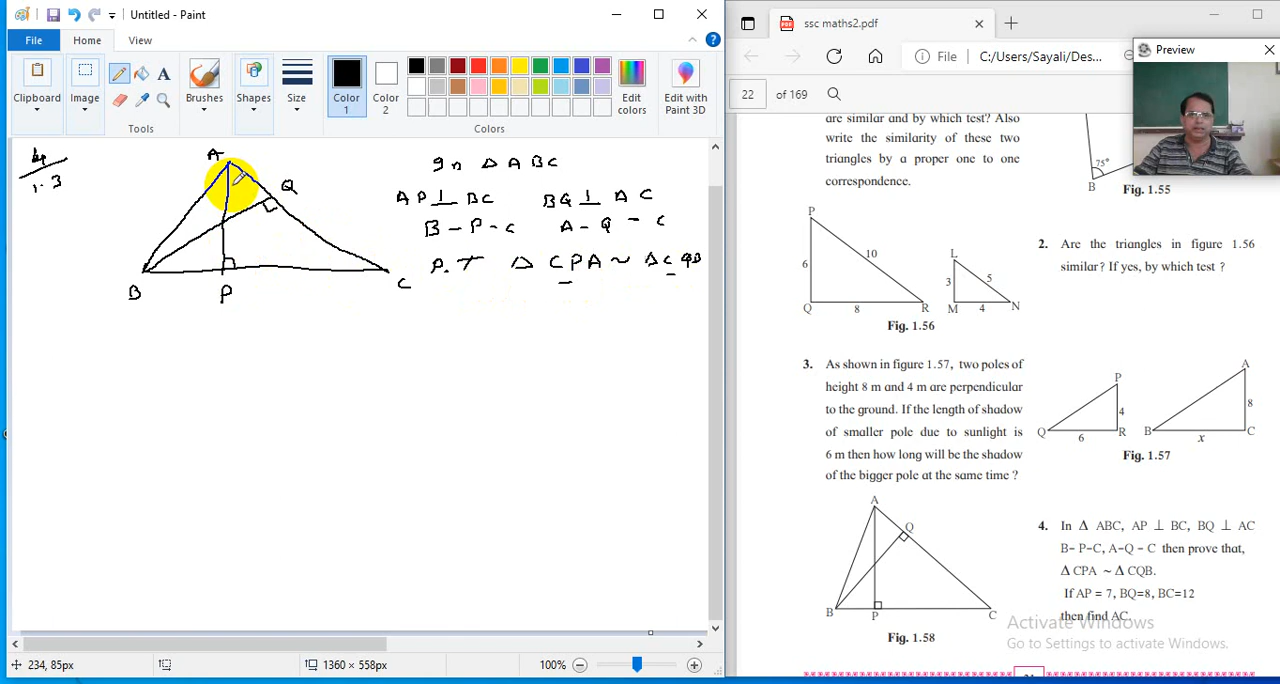 Untitled - Paint
File
Home
View
Clipboard
Image
Tools
Brushes
Shapes
Size
Color 1
Color 2
Edit colors
Edit with Paint 3D
Colors
1.3
A
Q
B
P
C
In Δ ABC
AP ⊥ BC BQ ⊥ AC
B - P - C A - Q - C
P.T Δ CPA ~ Δ CQB
234, 85px
1360 × 558px
100%
ssc maths2.pdf
File
C:/Users/Sayali/Des...
22 of 169
Preview
are similar and by which test? Also
write the similarity of these two
triangles by a proper one to one
correspondence.
75°
B
Fig. 1.55
P
6
10
Q
8
R
L
3
5
M
4
N
Fig. 1.56
2. Are the triangles in figure 1.56
similar? If yes, by which test ?
3. As shown in figure 1.57, two poles of
height 8 m and 4 m are perpendicular
to the ground. If the length of shadow
of smaller pole due to sunlight is
6 m then how long will be the shadow
of the bigger pole at the same time ?
P
4
Q
6
R
A
8
B
x
C
Fig. 1.57
A
Q
B
P
C
Fig. 1.58
4. In Δ ABC, AP ⊥ BC, BQ ⊥ AC
B- P-C, A-Q - C then prove that,
Δ CPA ~ Δ CQB.
If AP = 7, BQ=8, BC=12
then find AC.
Activate Windows
Go to Settings to activate Windows.